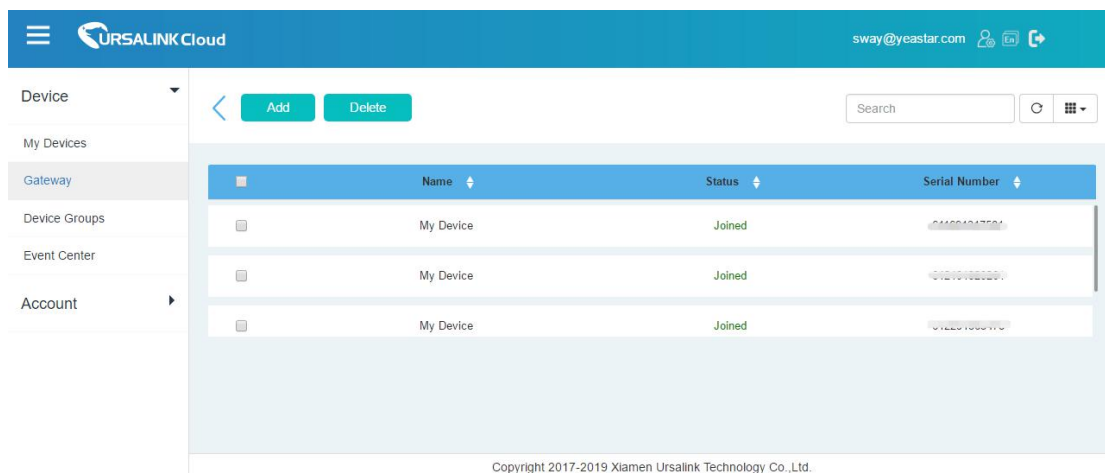 URSALINK Cloud
sway@yeastar.com En
Device
Add Delete Search
My Devices
Gateway
Name Status Serial Number
Device Groups
My Device Joined
Event Center
My Device Joined
Account
My Device Joined
Copyright 2017-2019 Xiamen Ursalink Technology Co.,Ltd.